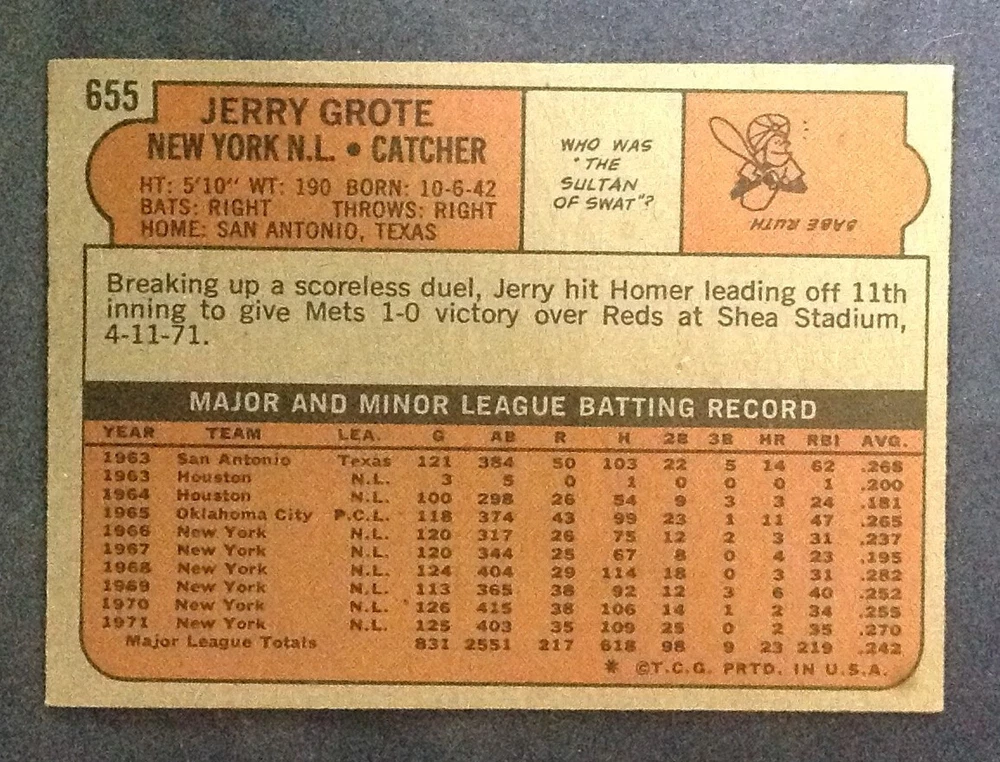 655
JERRY GROTE
NEW YORK N.L. • CATCHER
HT: 5'10" WT: 190 BORN: 10-6-42
BATS: RIGHT THROWS: RIGHT
HOME: SAN ANTONIO, TEXAS
WHO WAS
"THE
SULTAN
OF SWAT"?
BABE RUTH
Breaking up a scoreless duel, Jerry hit Homer leading off 11th
inning to give Mets 1-0 victory over Reds at Shea Stadium,
4-11-71.
MAJOR AND MINOR LEAGUE BATTING RECORD
YEAR TEAM LEA. G AB R H 2B 3B HR RBI AVG.
1963 San Antonio Texas 121 384 50 103 22 5 14 62 .268
1963 Houston N.L. 3 5 0 1 0 0 0 1 .200
1964 Houston N.L. 100 298 26 54 9 3 3 24 .181
1965 Oklahoma City P.C.L. 118 374 43 99 23 1 11 47 .265
1966 New York N.L. 120 317 26 75 12 2 3 31 .237
1967 New York N.L. 120 344 25 67 8 0 4 23 .195
1968 New York N.L. 124 404 29 114 18 0 3 31 .282
1969 New York N.L. 113 365 38 92 12 3 6 40 .252
1970 New York N.L. 126 415 38 106 14 1 2 34 .255
1971 New York N.L. 125 403 35 109 25 0 2 35 .270
Major League Totals 831 2551 217 618 98 9 23 219 .242
* ©T.C.G. PRTD. IN U.S.A.